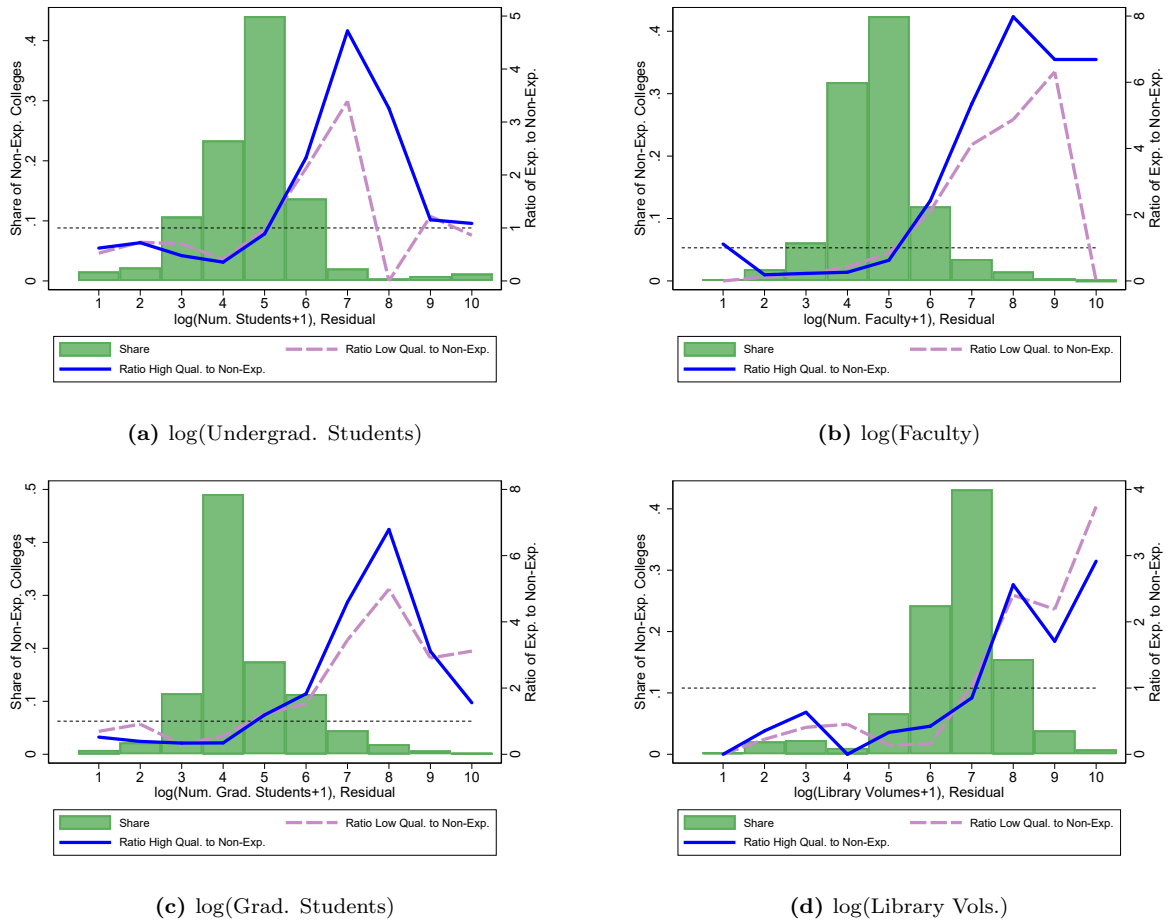 Share of Non-Exp. Colleges
0 .1 .2 .3 .4
0 1 2 3 4 5
Ratio of Exp. to Non-Exp.
1 2 3 4 5 6 7 8 9 10
log(Num. Students+1), Residual
Share Ratio Low Qual. to Non-Exp.
Ratio High Qual. to Non-Exp.
(a) log(Undergrad. Students)
Share of Non-Exp. Colleges
0 .1 .2 .3 .4
0 2 4 6 8
Ratio of Exp. to Non-Exp.
1 2 3 4 5 6 7 8 9 10
log(Num. Faculty+1), Residual
Share Ratio Low Qual. to Non-Exp.
Ratio High Qual. to Non-Exp.
(b) log(Faculty)
Share of Non-Exp. Colleges
0 .1 .2 .3 .4 .5
0 2 4 6 8
Ratio of Exp. to Non-Exp.
1 2 3 4 5 6 7 8 9 10
log(Num. Grad. Students+1), Residual
Share Ratio Low Qual. to Non-Exp.
Ratio High Qual. to Non-Exp.
(c) log(Grad. Students)
Share of Non-Exp. Colleges
0 .1 .2 .3 .4
0 1 2 3 4
Ratio of Exp. to Non-Exp.
1 2 3 4 5 6 7 8 9 10
log(Library Volumes+1), Residual
Share Ratio Low Qual. to Non-Exp.
Ratio High Qual. to Non-Exp.
(d) log(Library Vols.)